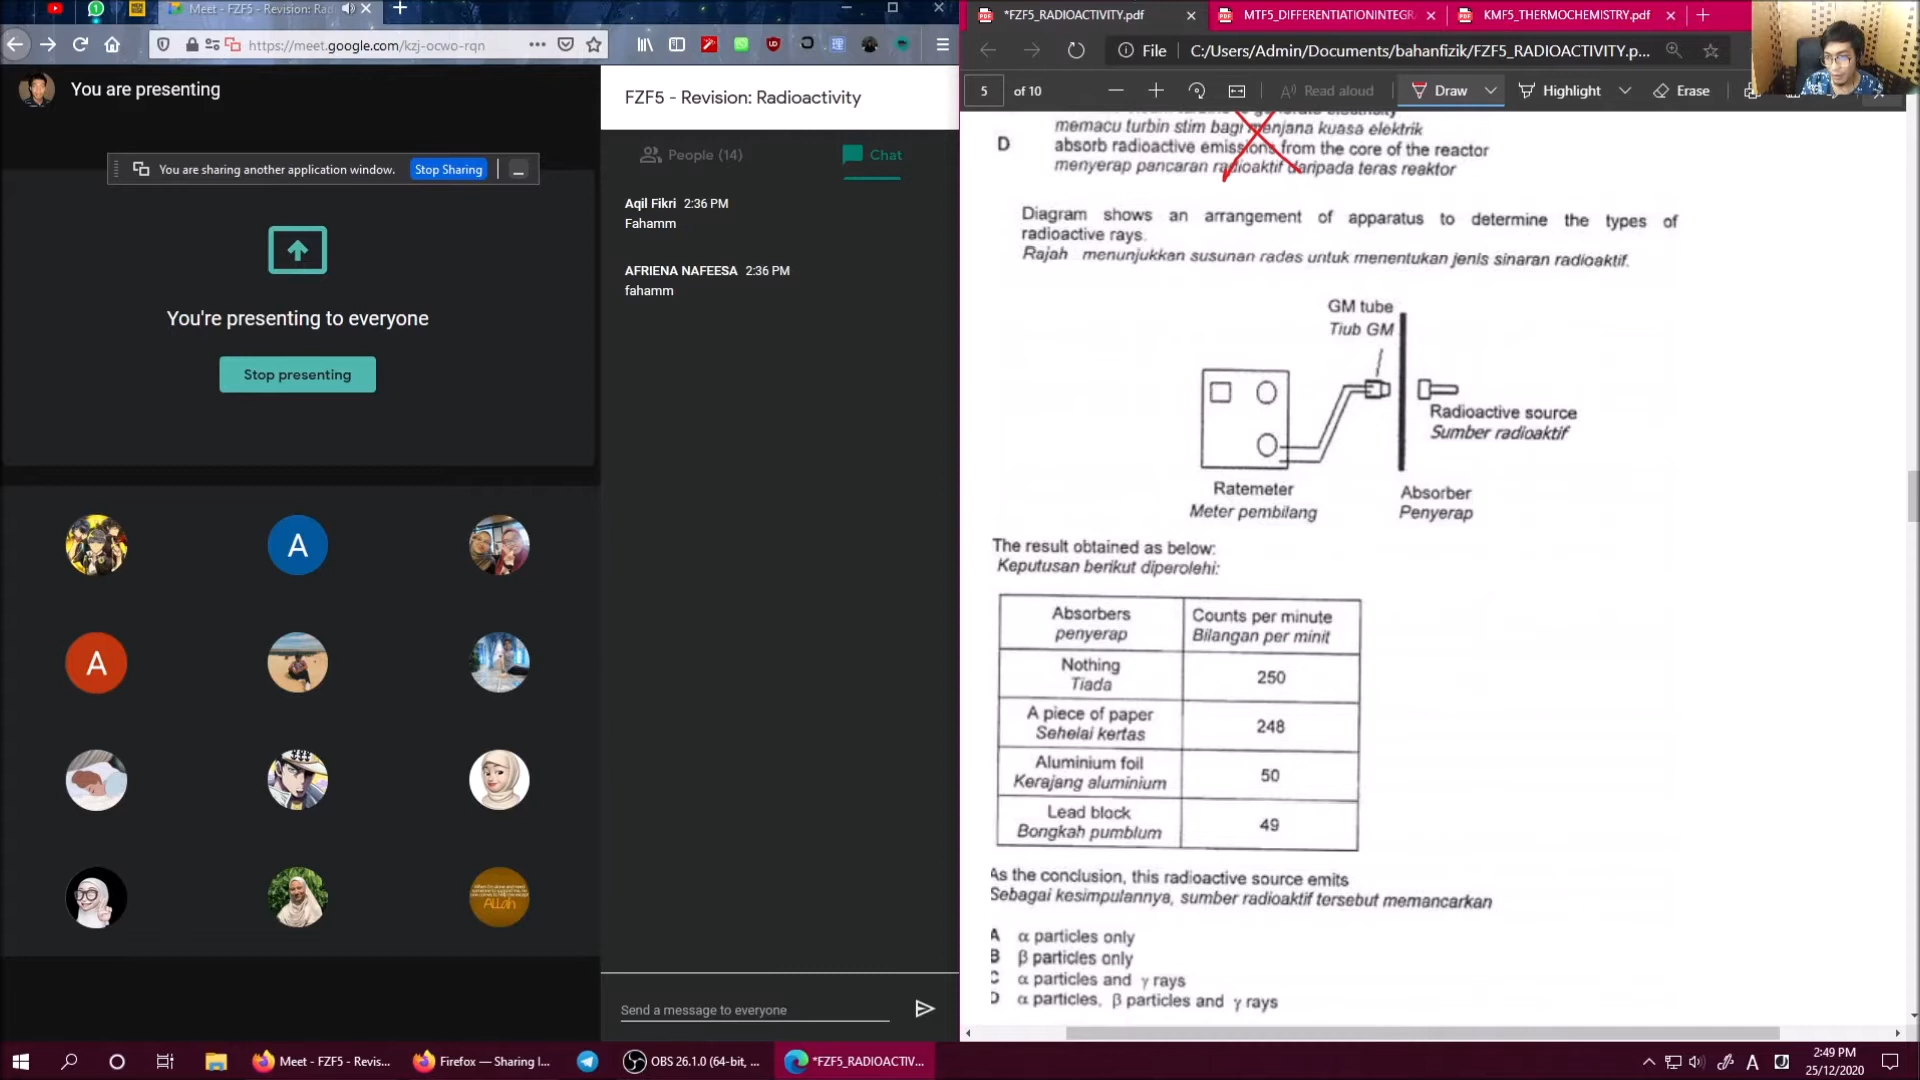 Meet - FZF5 - Revision: Rad
https://meet.google.com/kzj-ocwo-rqn
You are presenting
You are sharing another application window.
Stop Sharing
You're presenting to everyone
Stop presenting
A
A
FZF5 - Revision: Radioactivity
People (14)
Chat
Aqil Fikri 2:36 PM
Fahamm
AFRIENA NAFEESA 2:36 PM
fahamm
Send a message to everyone
*FZF5_RADIOACTIVITY.pdf
MTF5_DIFFERENTIATIONINTEGR
KMF5_THERMOCHEMISTRY.pdf
File
C:/Users/Admin/Documents/bahanfizik/FZF5_RADIOACTIVITY.p...
5 of 10
Read aloud
Draw
Highlight
Erase
memacu turbin stim bagi menjana kuasa elektrik
D absorb radioactive emissions from the core of the reactor
menyerap pancaran radioaktif daripada teras reaktor
Diagram shows an arrangement of apparatus to determine the types of
radioactive rays.
Rajah menunjukkan susunan radas untuk menentukan jenis sinaran radioaktif.
GM tube
Tiub GM
Radioactive source
Sumber radioaktif
Ratemeter
Meter pembilang
Absorber
Penyerap
The result obtained as below:
Keputusan berikut diperolehi:
Absorbers
penyerap
Counts per minute
Bilangan per minit
Nothing
Tiada
250
A piece of paper
Sehelai kertas
248
Aluminium foil
Kerajang aluminium
50
Lead block
Bongkah pumblum
49
As the conclusion, this radioactive source emits
Sebagai kesimpulannya, sumber radioaktif tersebut memancarkan
A α particles only
B β particles only
C α particles and γ rays
D α particles, β particles and γ rays
Meet - FZF5 - Revis...
Firefox — Sharing I...
OBS 26.1.0 (64-bit, ...
*FZF5_RADIOACTIV...
A
2:49 PM
25/12/2020